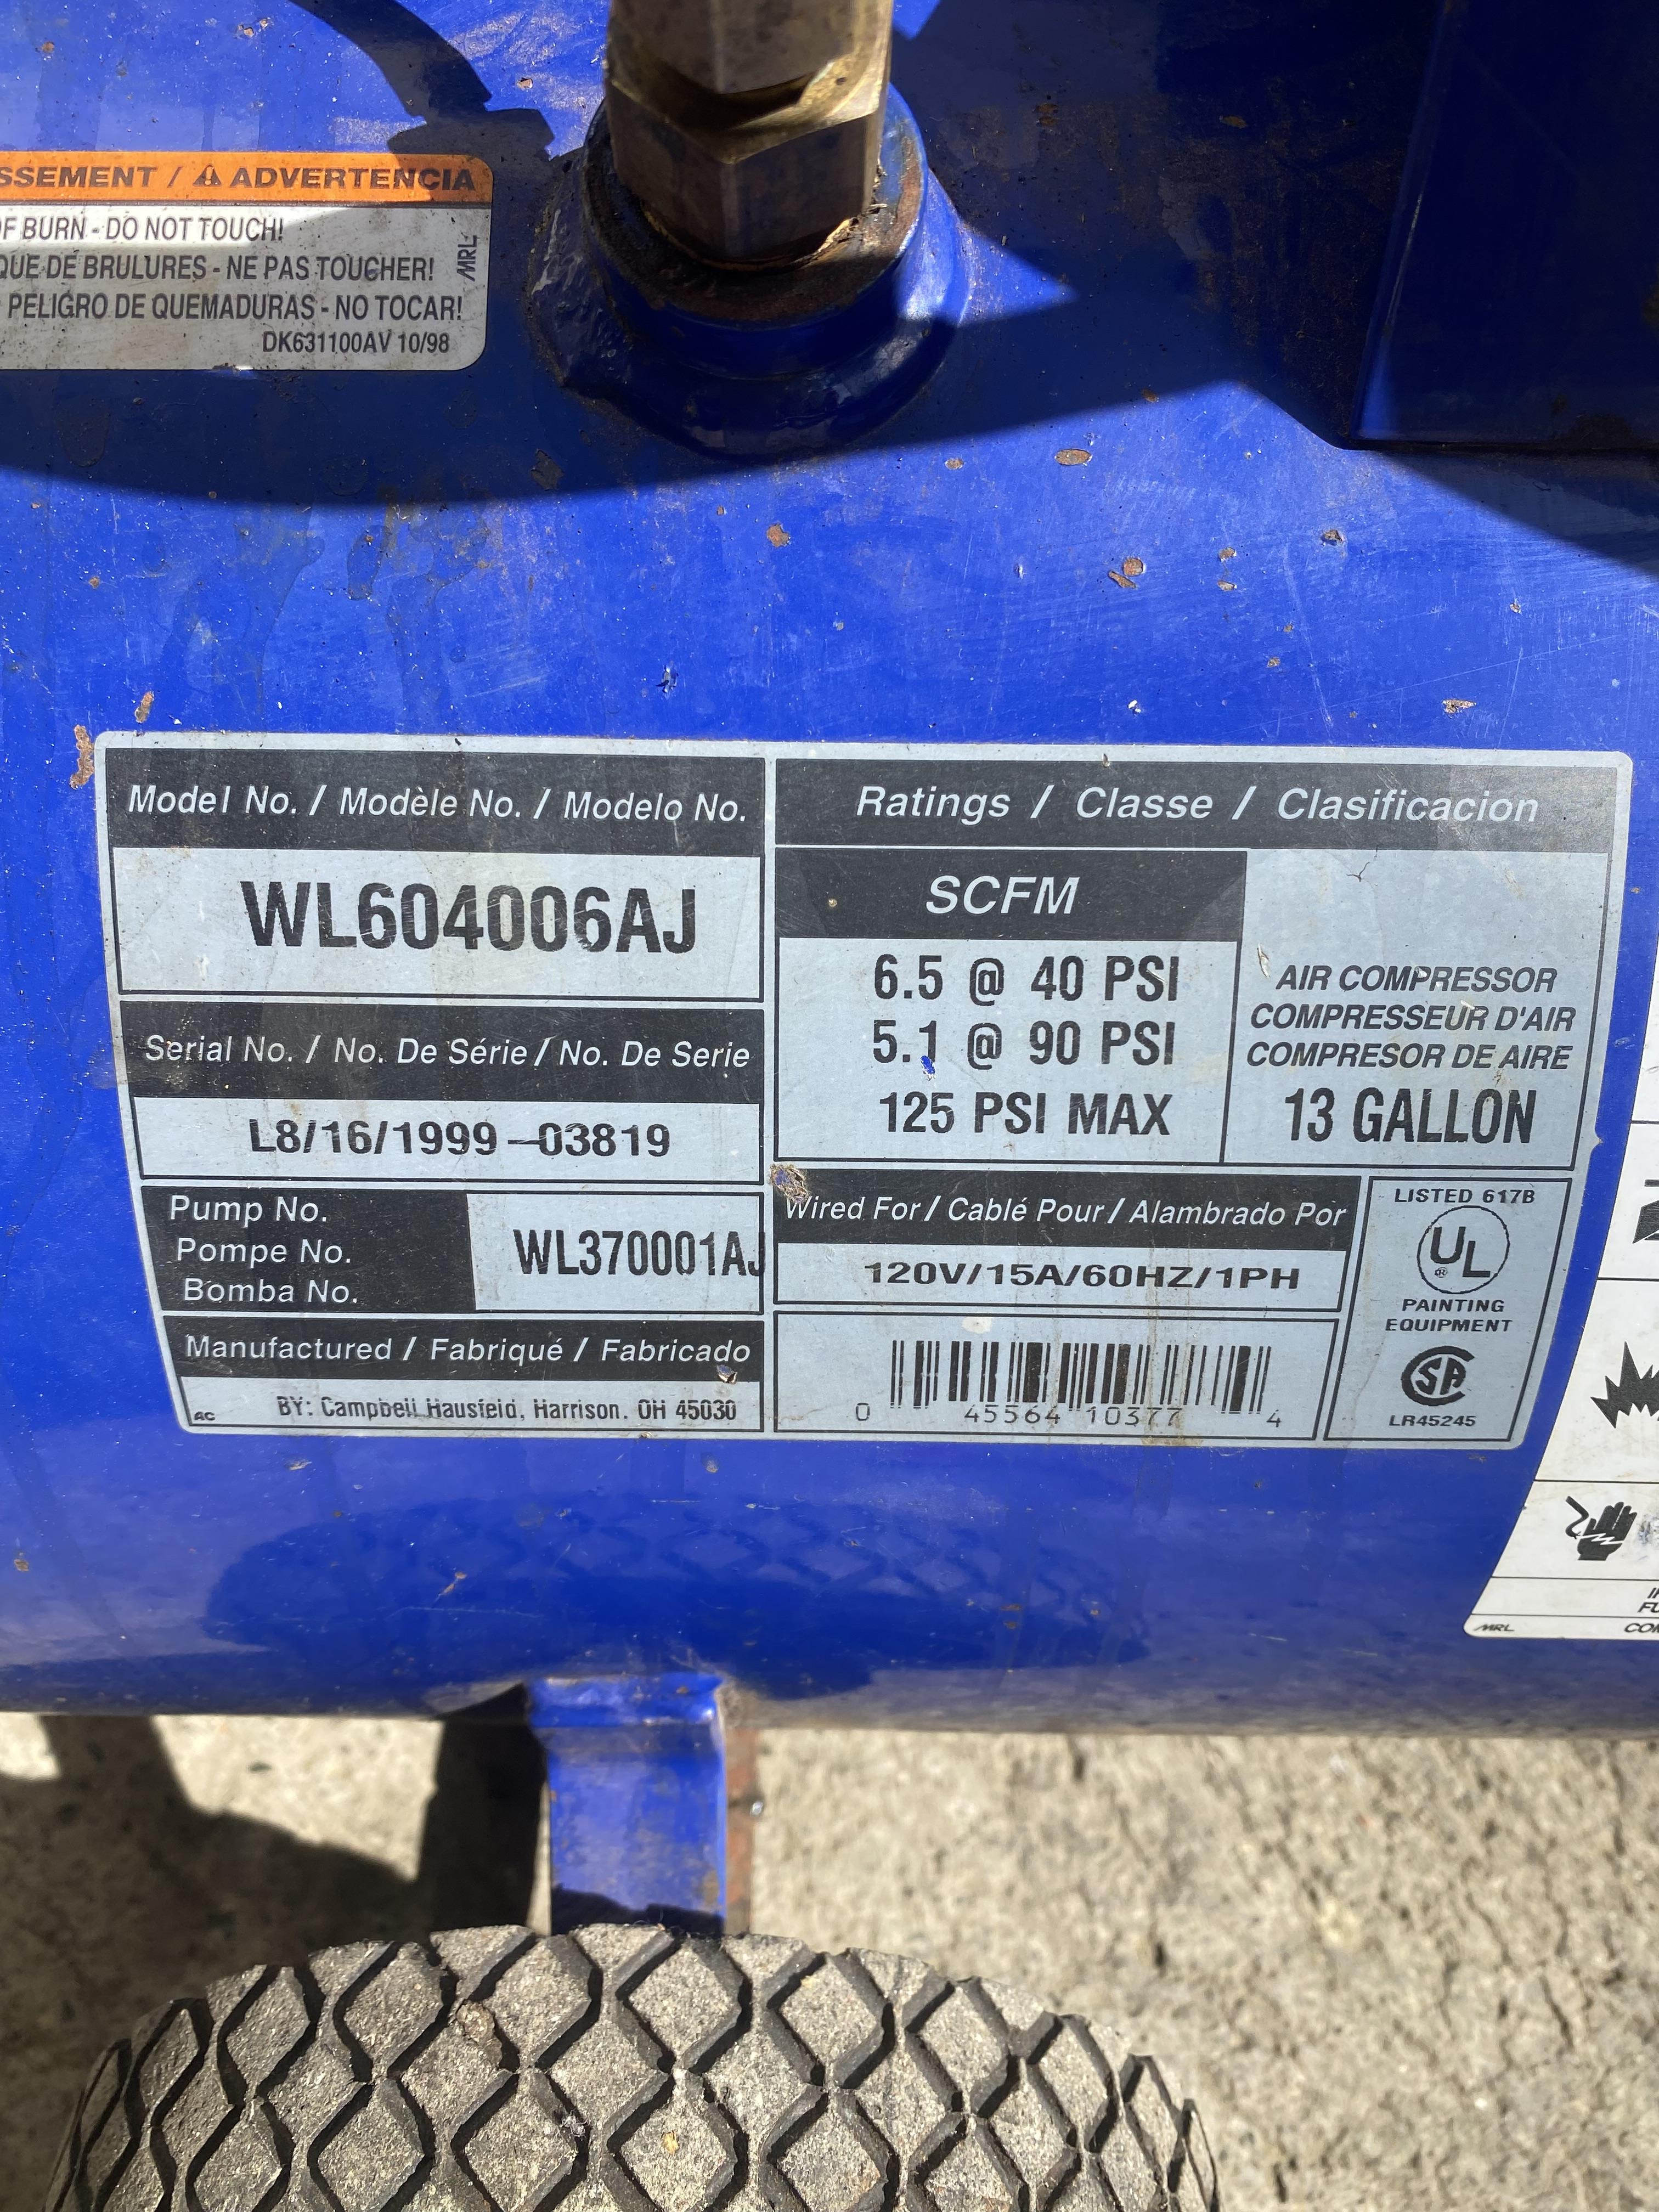 SSEMENT / ADVERTENCIA
OF BURN - DO NOT TOUCH!
QUE DE BRULURES - NE PAS TOUCHER!
PELIGRO DE QUEMADURAS - NO TOCAR!
MRL
DK631100AV 10/98
Model No. / Modèle No. / Modelo No.
WL604006AJ
Serial No. / No. De Série / No. De Serie
L8/16/1999-03819
Pump No.
Pompe No.
Bomba No.
WL370001AJ
Manufactured / Fabriqué / Fabricado
AC
BY: Campbell Hausfeld, Harrison. OH 45030
Ratings / Classe / Clasificacion
SCFM
6.5 @ 40 PSI
5.1 @ 90 PSI
125 PSI MAX
AIR COMPRESSOR
COMPRESSEUR D'AIR
COMPRESOR DE AIRE
13 GALLON
Wired For / Cablé Pour / Alambrado Por
120V/15A/60HZ/1PH
0 45564 10377 4
LISTED 617B
UL
®
PAINTING
EQUIPMENT
SA
LR45245
MRL